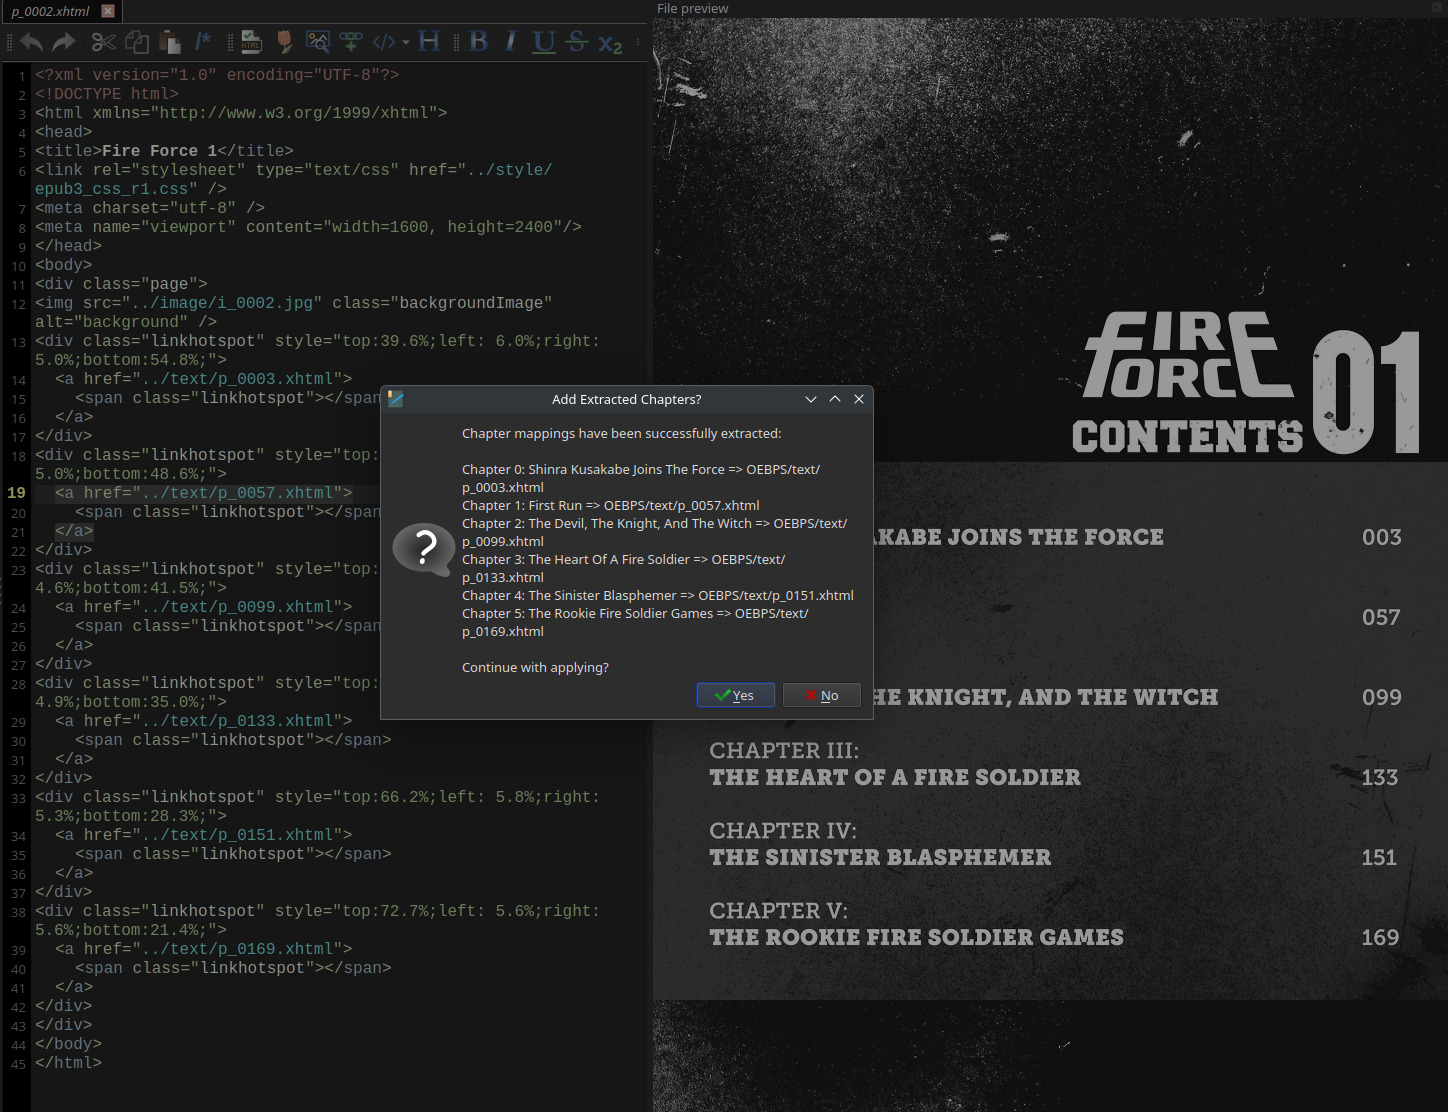 p_0002.xhtml
File preview
HTML
/*
</>
H
B
I
U
S
x2
1 <?xml version="1.0" encoding="UTF-8"?>
2 <!DOCTYPE html>
3 <html xmlns="http://www.w3.org/1999/xhtml">
4 <head>
5 <title>Fire Force 1</title>
6 <link rel="stylesheet" type="text/css" href="../style/
epub3_css_r1.css" />
7 <meta charset="utf-8" />
8 <meta name="viewport" content="width=1600, height=2400"/>
9 </head>
10 <body>
11 <div class="page">
12 <img src="../image/i_0002.jpg" class="backgroundImage"
alt="background" />
13 <div class="linkhotspot" style="top:39.6%;left: 6.0%;right:
5.0%;bottom:54.8%;">
14 <a href="../text/p_0003.xhtml">
15 <span class="linkhotspot"></span
16 </a>
17 </div>
18 <div class="linkhotspot" style="top:
5.0%;bottom:48.6%;">
19 <a href="../text/p_0057.xhtml">
20 <span class="linkhotspot"></span
21 </a>
22 </div>
23 <div class="linkhotspot" style="top:
4.6%;bottom:41.5%;">
24 <a href="../text/p_0099.xhtml">
25 <span class="linkhotspot"></span
26 </a>
27 </div>
28 <div class="linkhotspot" style="top:
4.9%;bottom:35.0%;">
29 <a href="../text/p_0133.xhtml">
30 <span class="linkhotspot"></span>
31 </a>
32 </div>
33 <div class="linkhotspot" style="top:66.2%;left: 5.8%;right:
5.3%;bottom:28.3%;">
34 <a href="../text/p_0151.xhtml">
35 <span class="linkhotspot"></span>
36 </a>
37 </div>
38 <div class="linkhotspot" style="top:72.7%;left: 5.6%;right:
5.6%;bottom:21.4%;">
39 <a href="../text/p_0169.xhtml">
40 <span class="linkhotspot"></span>
41 </a>
42 </div>
43 </div>
44 </body>
45 </html>
Add Extracted Chapters?
Chapter mappings have been successfully extracted:
Chapter 0: Shinra Kusakabe Joins The Force => OEBPS/text/
p_0003.xhtml
Chapter 1: First Run => OEBPS/text/p_0057.xhtml
Chapter 2: The Devil, The Knight, And The Witch => OEBPS/text/
p_0099.xhtml
Chapter 3: The Heart Of A Fire Soldier => OEBPS/text/
p_0133.xhtml
Chapter 4: The Sinister Blasphemer => OEBPS/text/p_0151.xhtml
Chapter 5: The Rookie Fire Soldier Games => OEBPS/text/
p_0169.xhtml
Continue with applying?
?
Yes
No
FIRE
FORCE
01
CONTENTS
AKABE JOINS THE FORCE 003
057
HE KNIGHT, AND THE WITCH 099
CHAPTER III:
THE HEART OF A FIRE SOLDIER 133
CHAPTER IV:
THE SINISTER BLASPHEMER 151
CHAPTER V:
THE ROOKIE FIRE SOLDIER GAMES 169